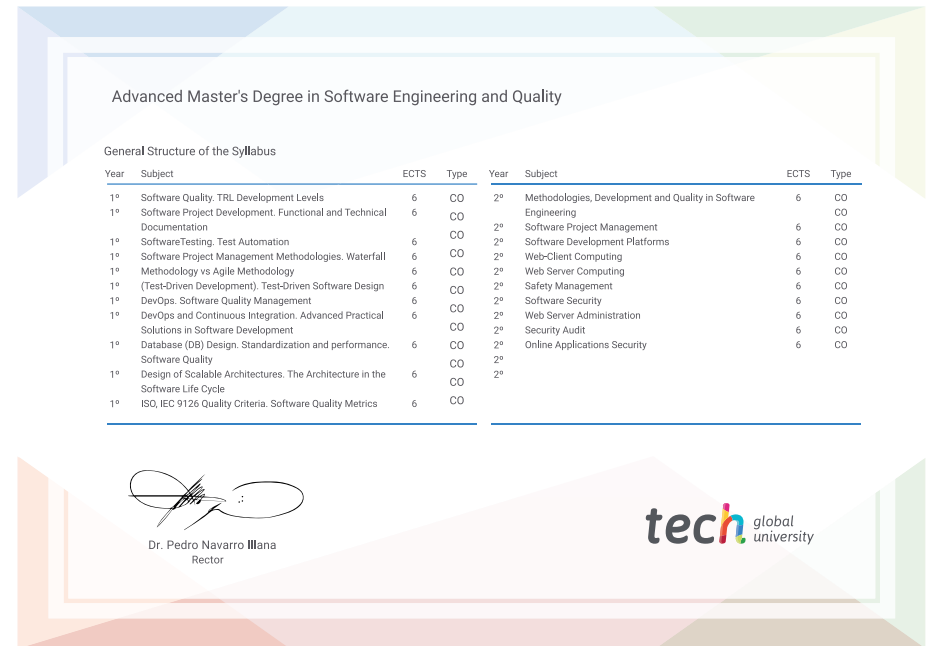 Advanced Master's Degree in Software Engineering and Quality
General Structure of the Syllabus
Year Subject ECTS Type
1º Software Quality. TRL Development Levels 6 CO
1º Software Project Development. Functional and Technical 6 CO
Documentation CO
1º SoftwareTesting. Test Automation 6
1º Software Project Management Methodologies. Waterfall 6 CO
1º Methodology vs Agile Methodology 6 CO
1º (Test-Driven Development). Test-Driven Software Design 6 CO
1º DevOps. Software Quality Management 6 CO
1º DevOps and Continuous Integration. Advanced Practical 6
Solutions in Software Development CO
1º Database (DB) Design. Standardization and performance. 6 CO
Software Quality CO
1º Design of Scalable Architectures. The Architecture in the 6 CO
Software Life Cycle
1º ISO, IEC 9126 Quality Criteria. Software Quality Metrics 6 CO
Year Subject ECTS Type
2º Methodologies, Development and Quality in Software 6 CO
Engineering CO
2º Software Project Management 6 CO
2º Software Development Platforms 6 CO
2º Web-Client Computing 6 CO
2º Web Server Computing 6 CO
2º Safety Management 6 CO
2º Software Security 6 CO
2º Web Server Administration 6 CO
2º Security Audit 6 CO
2º Online Applications Security 6 CO
2º
2º
Dr. Pedro Navarro Illana
Rector
tech global
university